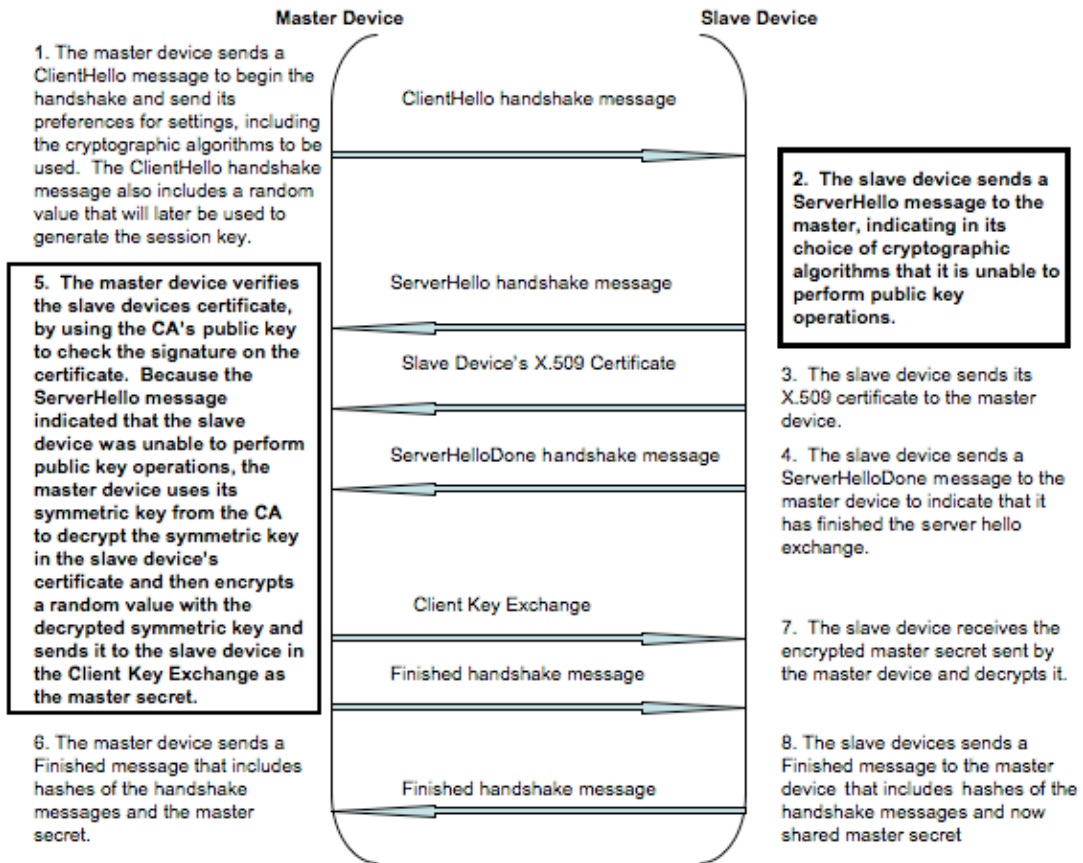 Master Device
Slave Device
1. The master device sends a
ClientHello message to begin the
handshake and send its
preferences for settings, including
the cryptographic algorithms to be
used. The ClientHello handshake
message also includes a random
value that will later be used to
generate the session key.
ClientHello handshake message
2. The slave device sends a
ServerHello message to the
master, indicating in its
choice of cryptographic
algorithms that it is unable to
perform public key
operations.
5. The master device verifies
the slave devices certificate,
by using the CA's public key
to check the signature on the
certificate. Because the
ServerHello message
indicated that the slave
device was unable to perform
public key operations, the
master device uses its
symmetric key from the CA
to decrypt the symmetric key
in the slave device's
certificate and then encrypts
a random value with the
decrypted symmetric key and
sends it to the slave device in
the Client Key Exchange as
the master secret.
ServerHello handshake message
Slave Device's X.509 Certificate
3. The slave device sends its
X.509 certificate to the master
device.
ServerHelloDone handshake message
4. The slave device sends a
ServerHelloDone message to the
master device to indicate that it
has finished the server hello
exchange.
Client Key Exchange
7. The slave device receives the
encrypted master secret sent by
the master device and decrypts it.
Finished handshake message
6. The master device sends a
Finished message that includes
hashes of the handshake
messages and the master
secret.
Finished handshake message
8. The slave devices sends a
Finished message to the master
device that includes hashes of the
handshake messages and now
shared master secret